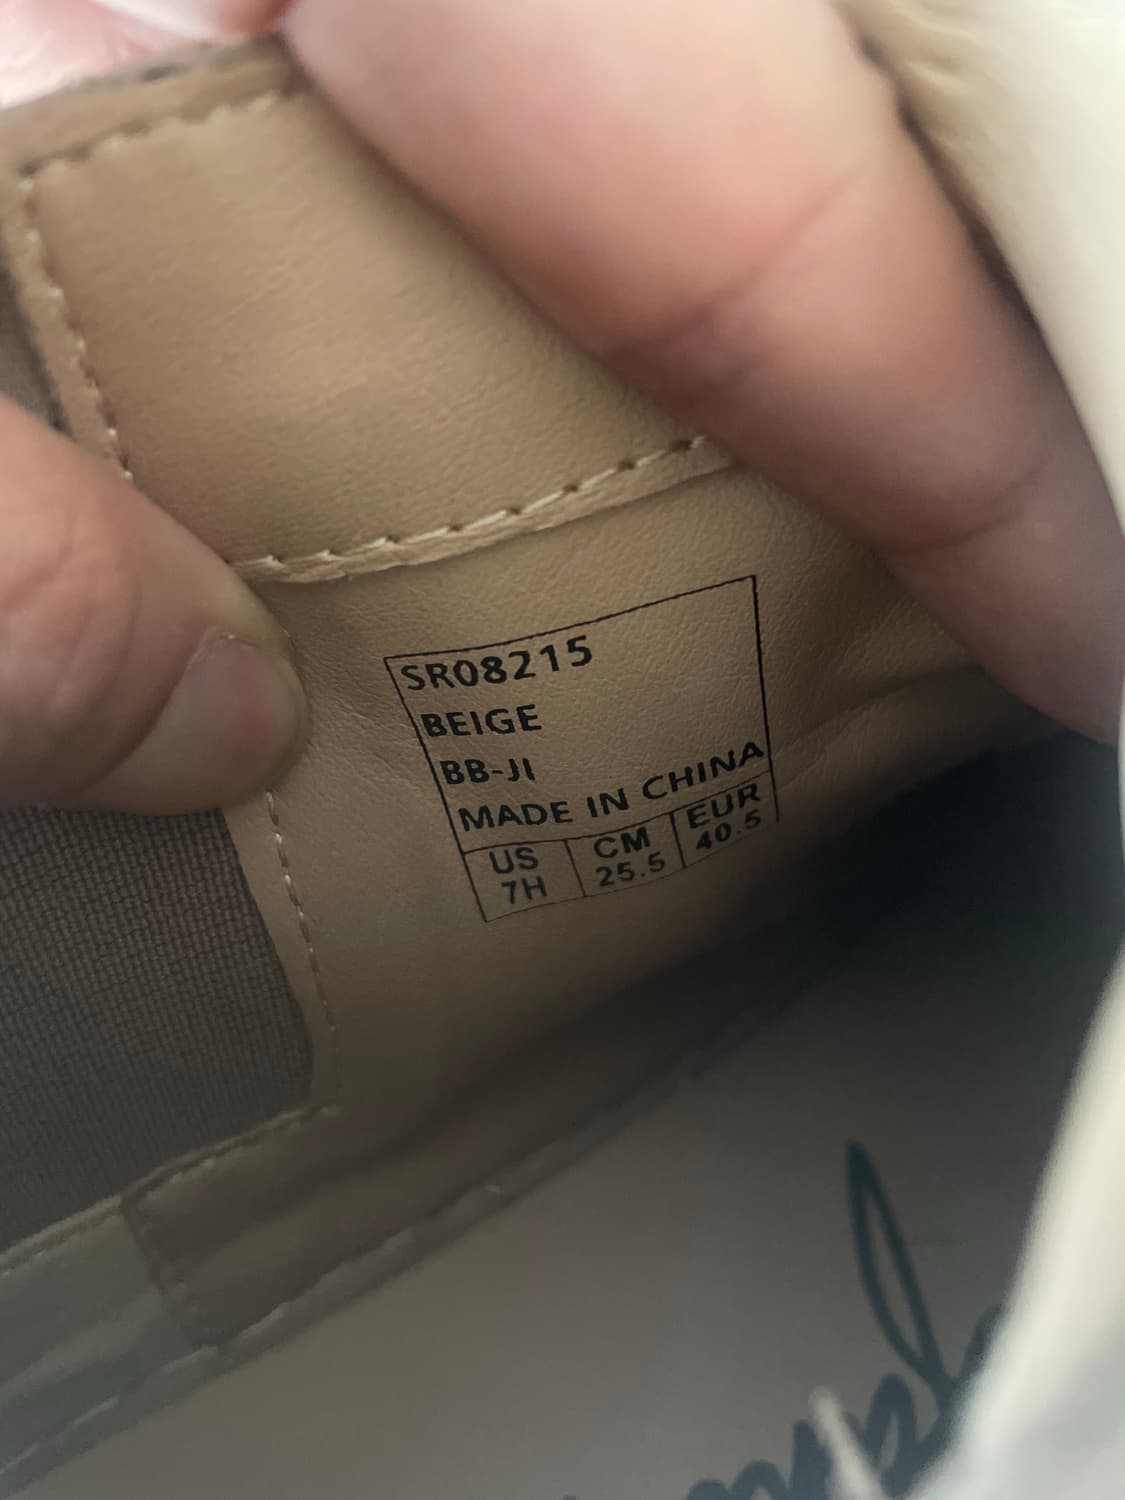 SR08215
BEIGE
BB-JI
MADE IN CHINA
US CM EUR
7H 25.5 40.5